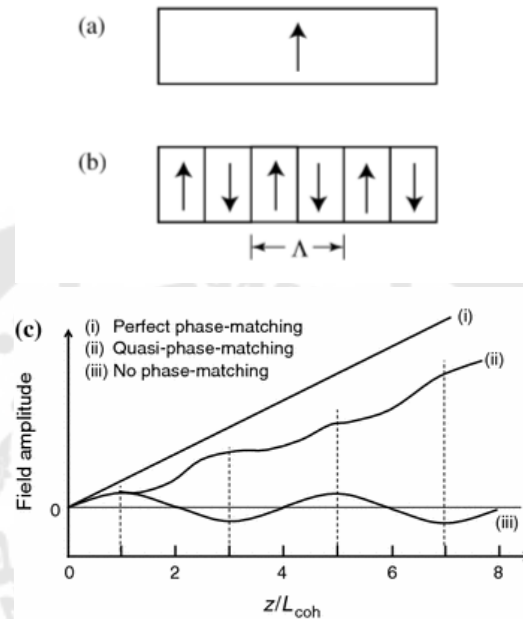 (a)
(b)
Λ
(c)
(i) Perfect phase-matching
(ii) Quasi-phase-matching
(iii) No phase-matching
(i)
(ii)
(iii)
Field amplitude
0
0 2 4 6 8
z/L_coh